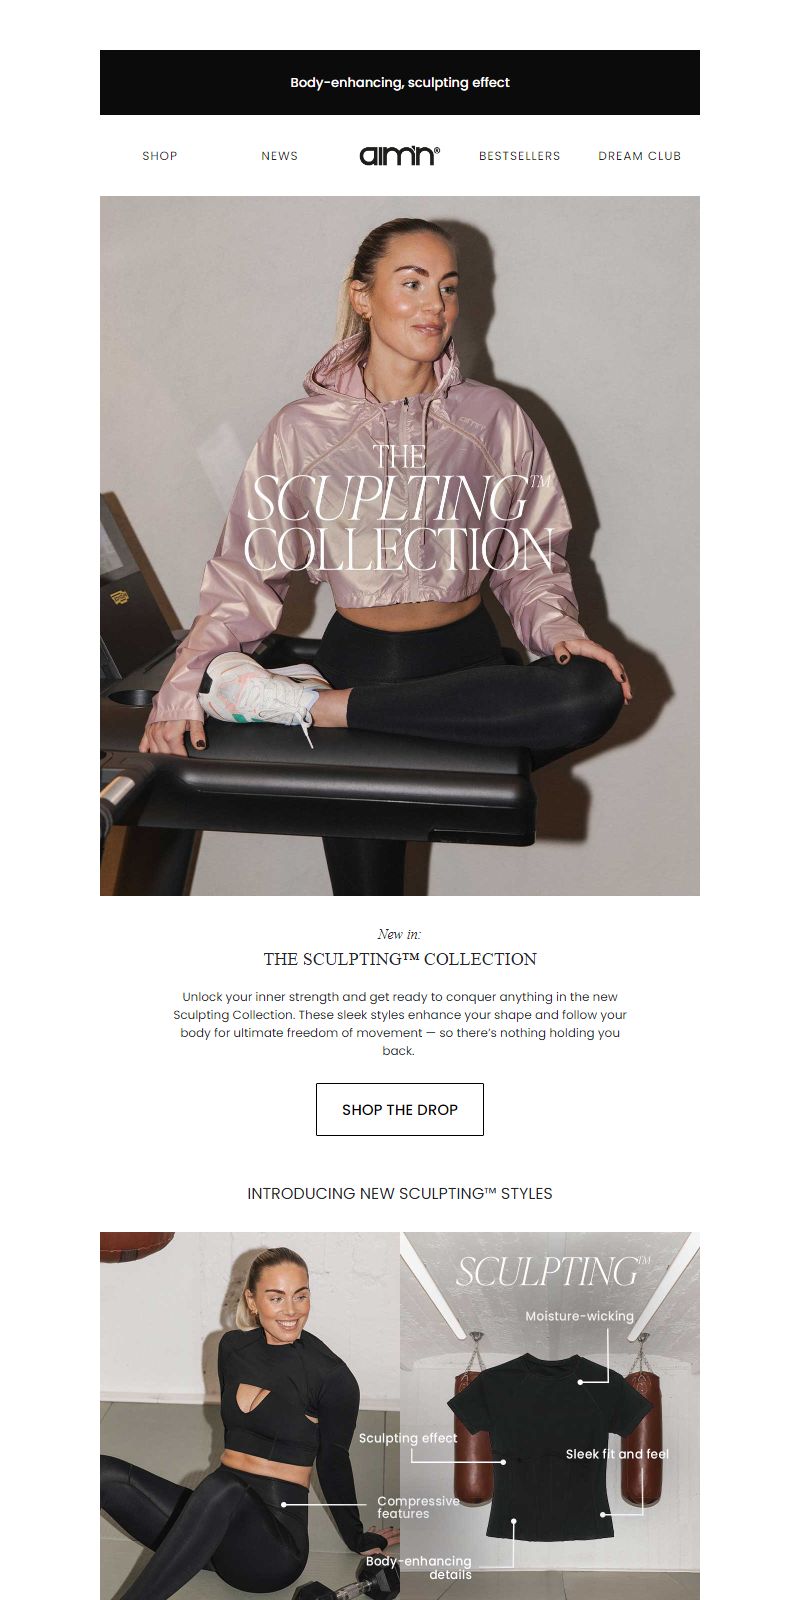 Body-enhancing, sculpting effect
SHOP
NEWS
aim'n®
BESTSELLERS
DREAM CLUB
aim'n
THE
SCUPLTING™
COLLECTION
New in:
THE SCULPTING™ COLLECTION
Unlock your inner strength and get ready to conquer anything in the new
Sculpting Collection. These sleek styles enhance your shape and follow your
body for ultimate freedom of movement — so there's nothing holding you
back.
SHOP THE DROP
INTRODUCING NEW SCULPTING™ STYLES
SCULPTING™
Moisture-wicking
Sculpting effect
Sleek fit and feel
Compressive
features
Body-enhancing
details